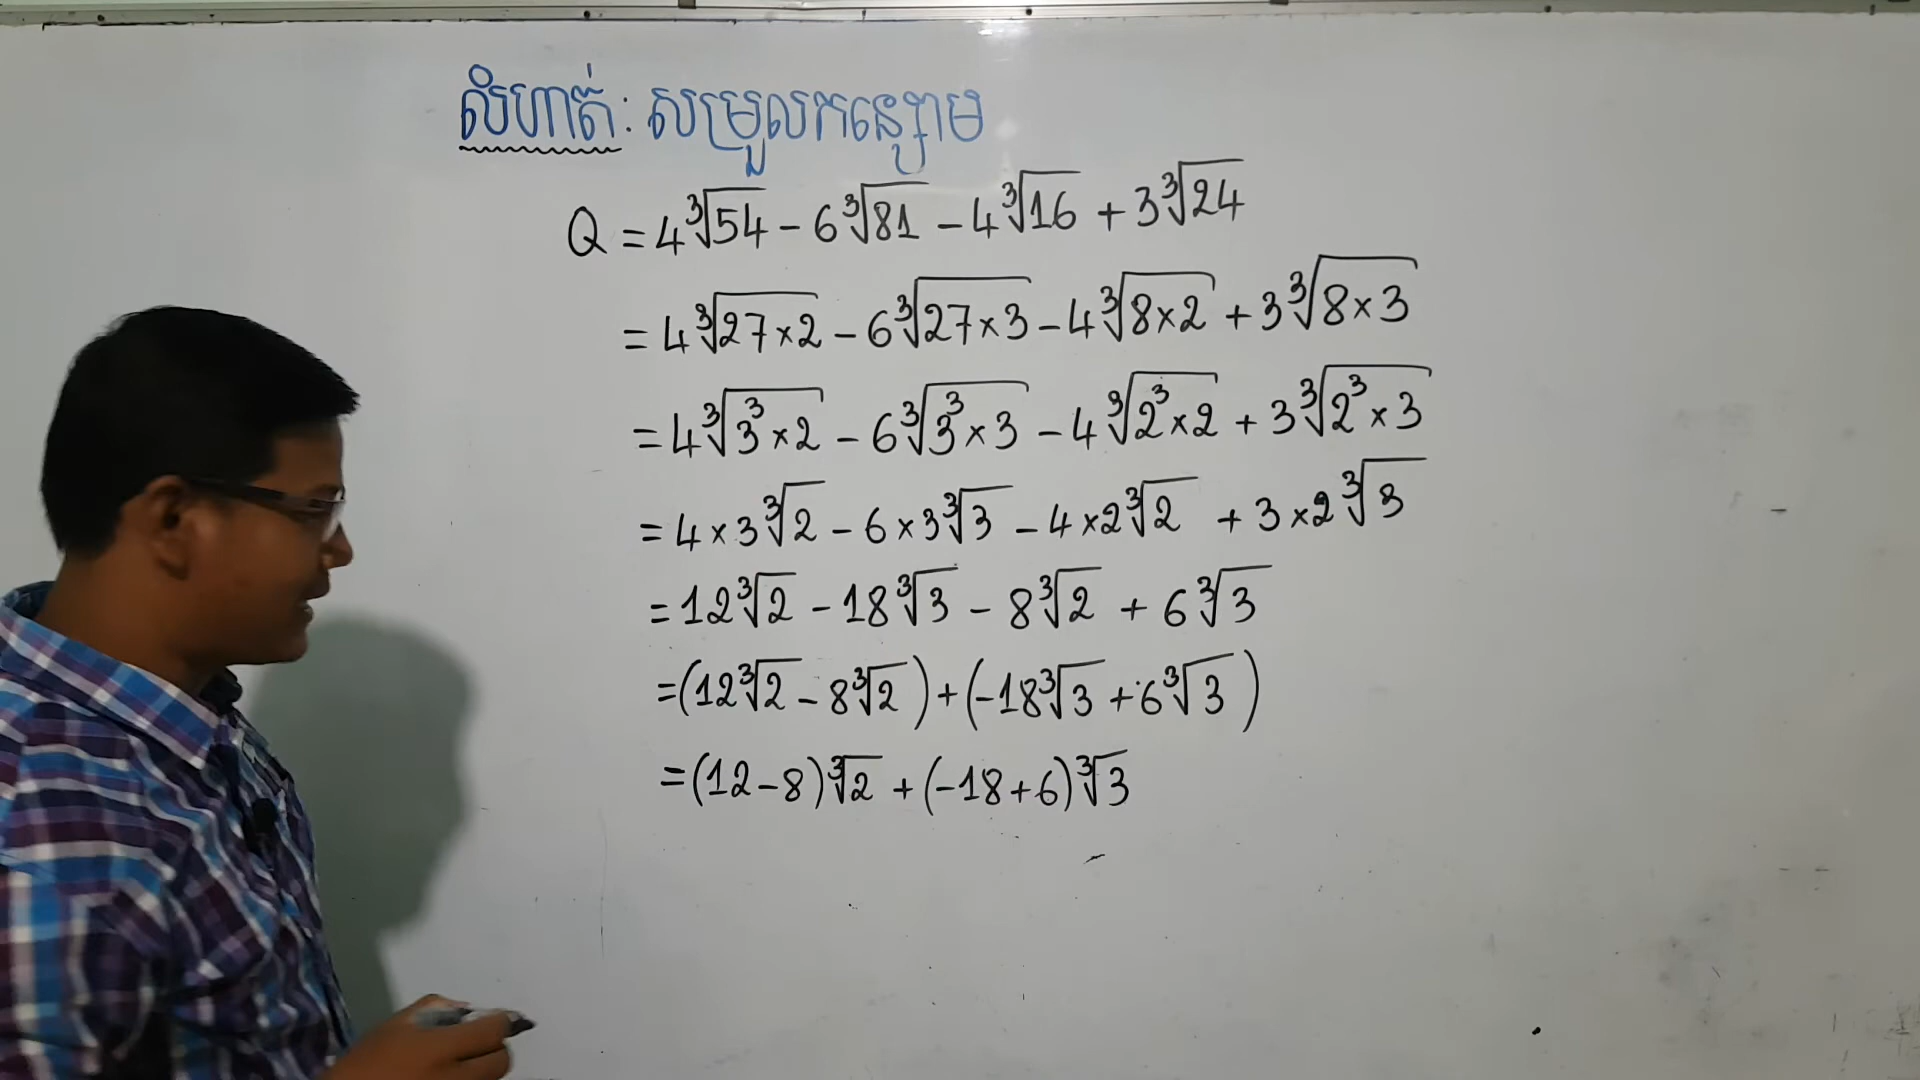 លំហាត់: សម្រួលកន្សោម
Q = 4∛54 - 6∛81 - 4∛16 + 3∛24
= 4∛(27×2) - 6∛(27×3) - 4∛(8×2) + 3∛(8×3)
= 4∛(3³×2) - 6∛(3³×3) - 4∛(2³×2) + 3∛(2³×3)
= 4×3∛2 - 6×3∛3 - 4×2∛2 + 3×2∛3
= 12∛2 - 18∛3 - 8∛2 + 6∛3
= (12∛2 - 8∛2) + (-18∛3 + 6∛3)
= (12-8)∛2 + (-18+6)∛3